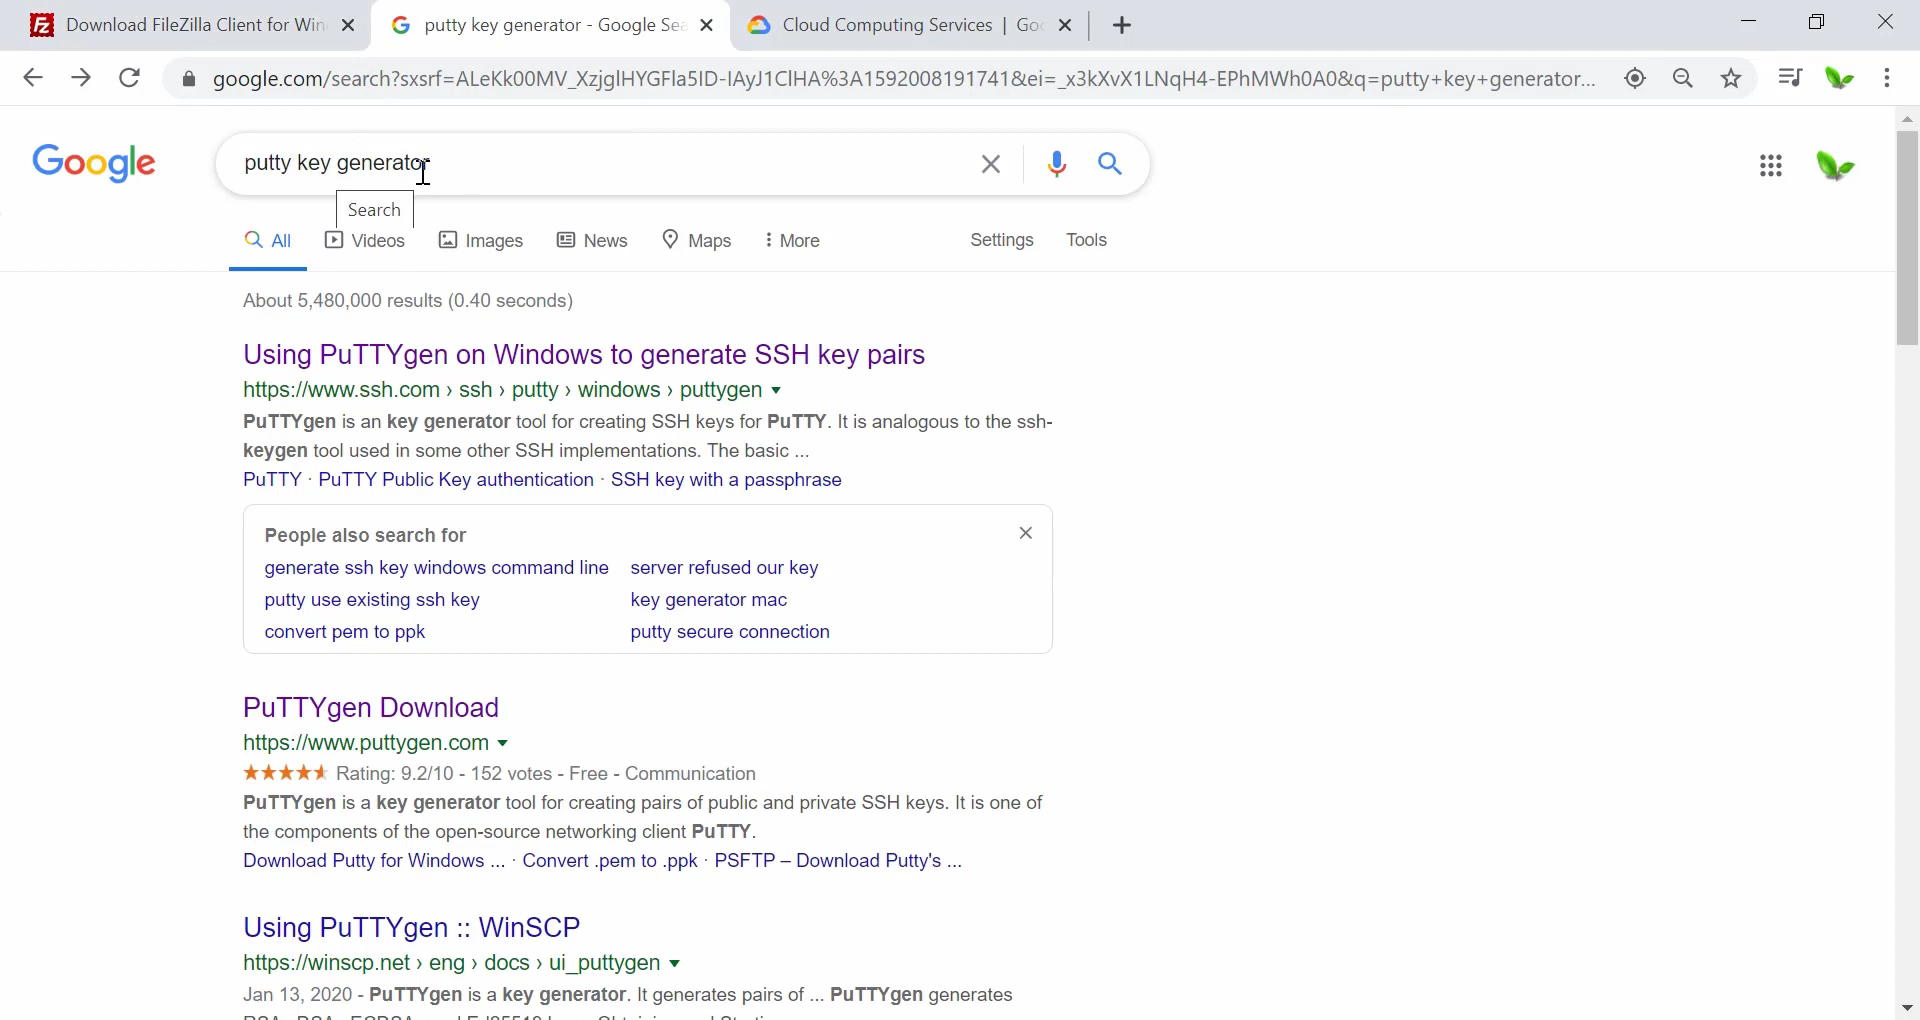 Download FileZilla Client for Win
putty key generator - Google Sea
Cloud Computing Services | Goo
google.com/search?sxsrf=ALeKk00MV_XzjgIHYGFla5ID-IAyJ1ClHA%3A1592008191741&ei=_x3kXvX1LNqH4-EPhMWh0A0&q=putty+key+generator...
Google
putty key generator
Search
All
Videos
Images
News
Maps
More
Settings
Tools
About 5,480,000 results (0.40 seconds)
Using PuTTYgen on Windows to generate SSH key pairs
https://www.ssh.com › ssh › putty › windows › puttygen
PuTTYgen is an key generator tool for creating SSH keys for PuTTY. It is analogous to the ssh-
keygen tool used in some other SSH implementations. The basic ...
PuTTY · PuTTY Public Key authentication · SSH key with a passphrase
People also search for
generate ssh key windows command line
server refused our key
putty use existing ssh key
key generator mac
convert pem to ppk
putty secure connection
PuTTYgen Download
https://www.puttygen.com
Rating: 9.2/10 - 152 votes - Free - Communication
PuTTYgen is a key generator tool for creating pairs of public and private SSH keys. It is one of
the components of the open-source networking client PuTTY.
Download Putty for Windows ... · Convert .pem to .ppk · PSFTP – Download Putty's ...
Using PuTTYgen :: WinSCP
https://winscp.net › eng › docs › ui_puttygen
Jan 13, 2020 - PuTTYgen is a key generator. It generates pairs of ... PuTTYgen generates